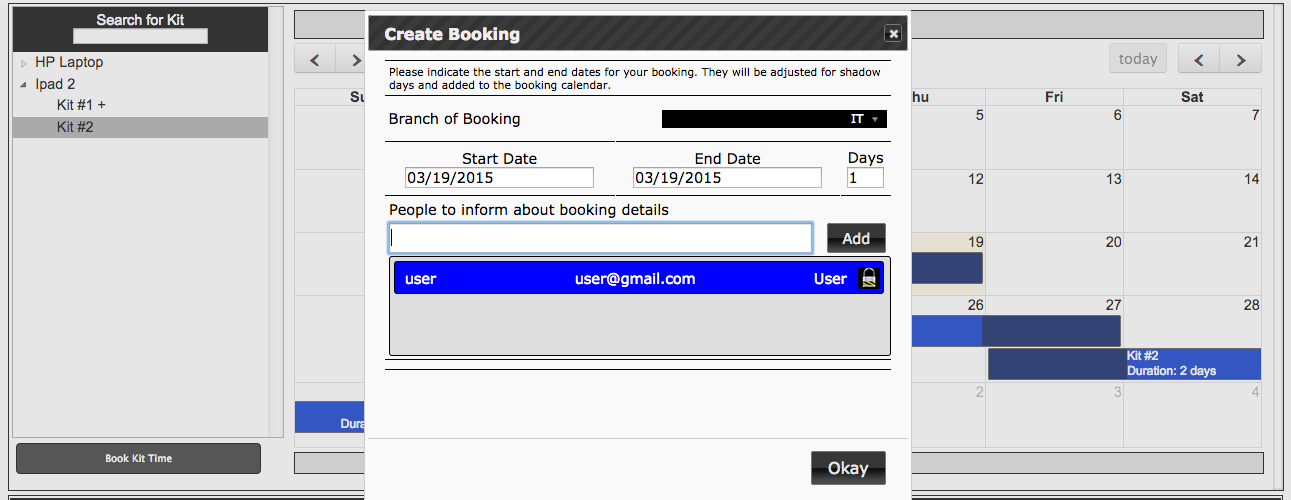 Search for Kit
HP Laptop
Ipad 2
Kit #1 +
Kit #2
Book Kit Time
Create Booking
Please indicate the start and end dates for your booking. They will be adjusted for shadow
days and added to the booking calendar.
Branch of Booking
IT
Start Date
End Date
Days
03/19/2015
03/19/2015
1
People to inform about booking details
Add
user user@gmail.com User
Okay
today
Fri
Sat
5 6 7
12 13 14
19 20 21
26 27 28
Kit #2
Duration: 2 days
2 3 4